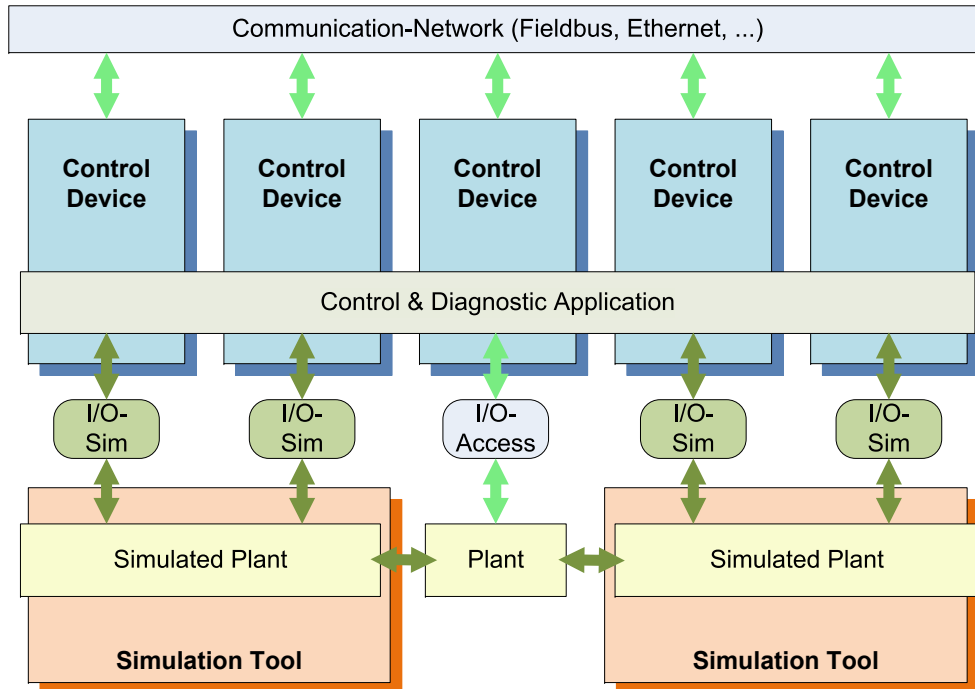 Communication-Network (Fieldbus, Ethernet, ...)
Control
Device
Control
Device
Control
Device
Control
Device
Control
Device
Control & Diagnostic Application
I/O-
Sim
I/O-
Sim
I/O-
Access
I/O-
Sim
I/O-
Sim
Simulated Plant
Plant
Simulated Plant
Simulation Tool
Simulation Tool